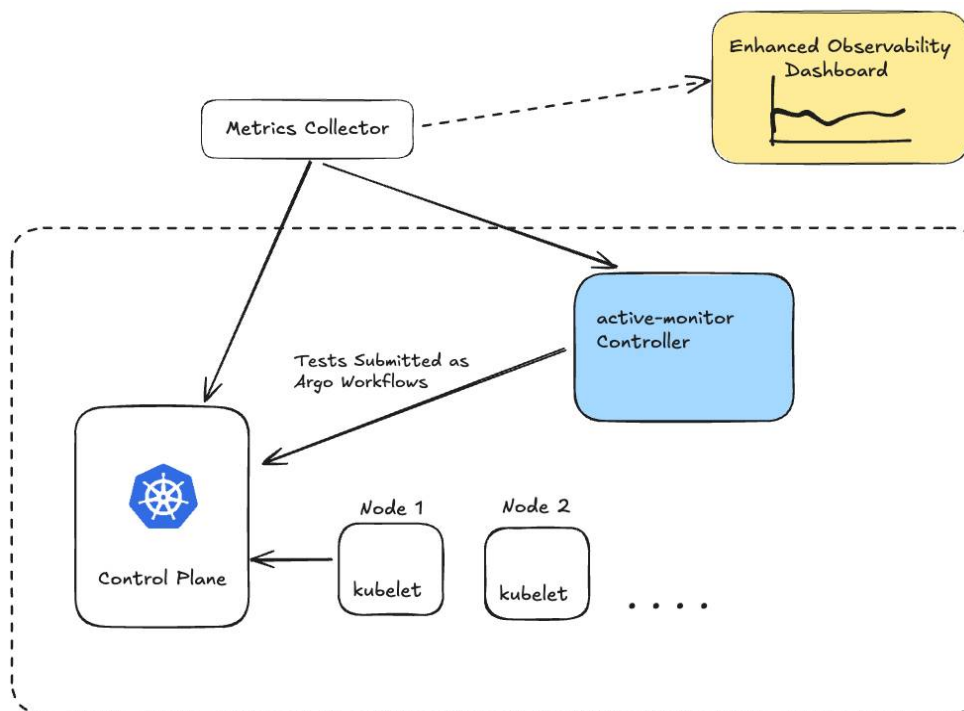 Enhanced Observability
Dashboard
Metrics Collector
active-monitor
Controller
Tests Submitted as
Argo Workflows
Control Plane
Node 1
kubelet
Node 2
kubelet
. . . .